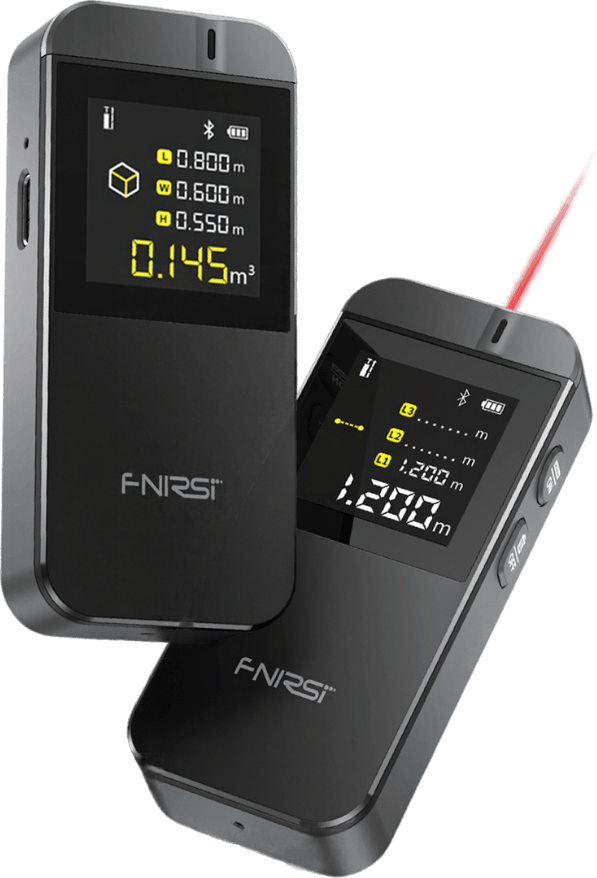 L 0.800 m
W 0.600 m
H 0.550 m
0.145 m³
FNIRSI
L3 ....... m
L2 ....... m
L1 1.200 m
1.200 m
FNIRSI